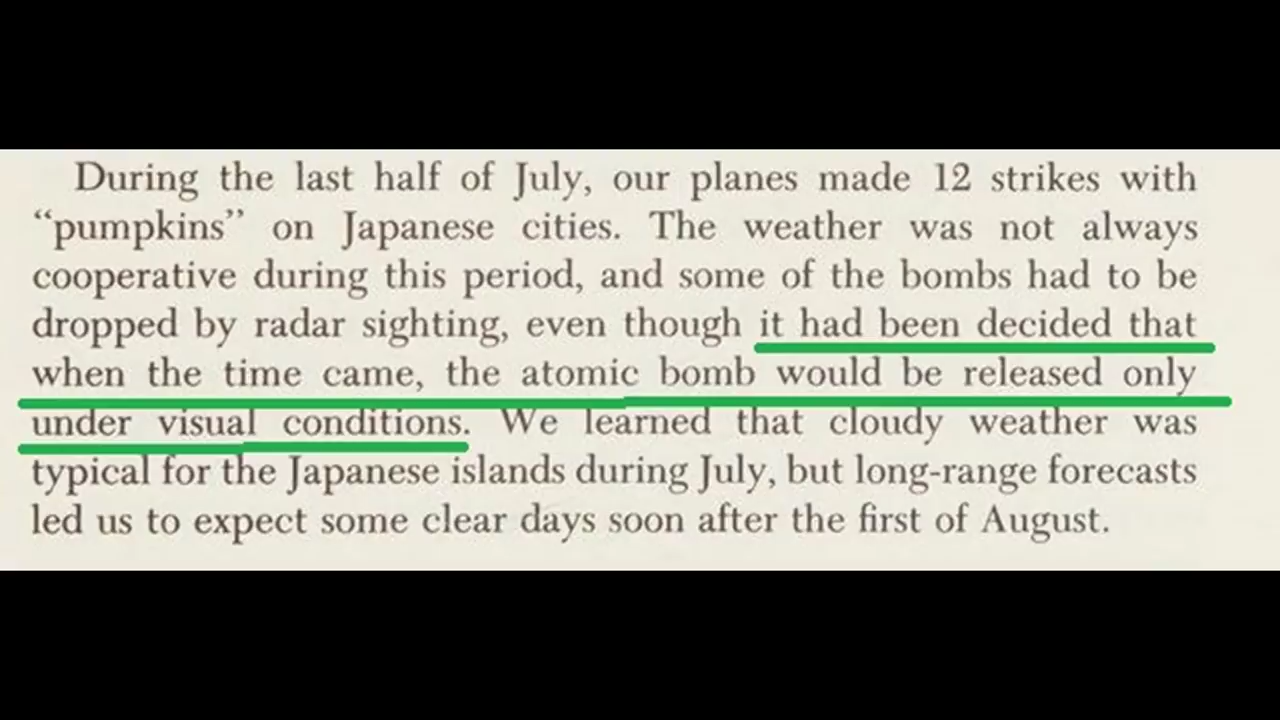 During the last half of July, our planes made 12 strikes with
“pumpkins” on Japanese cities. The weather was not always
cooperative during this period, and some of the bombs had to be
dropped by radar sighting, even though it had been decided that
when the time came, the atomic bomb would be released only
under visual conditions. We learned that cloudy weather was
typical for the Japanese islands during July, but long-range forecasts
led us to expect some clear days soon after the first of August.